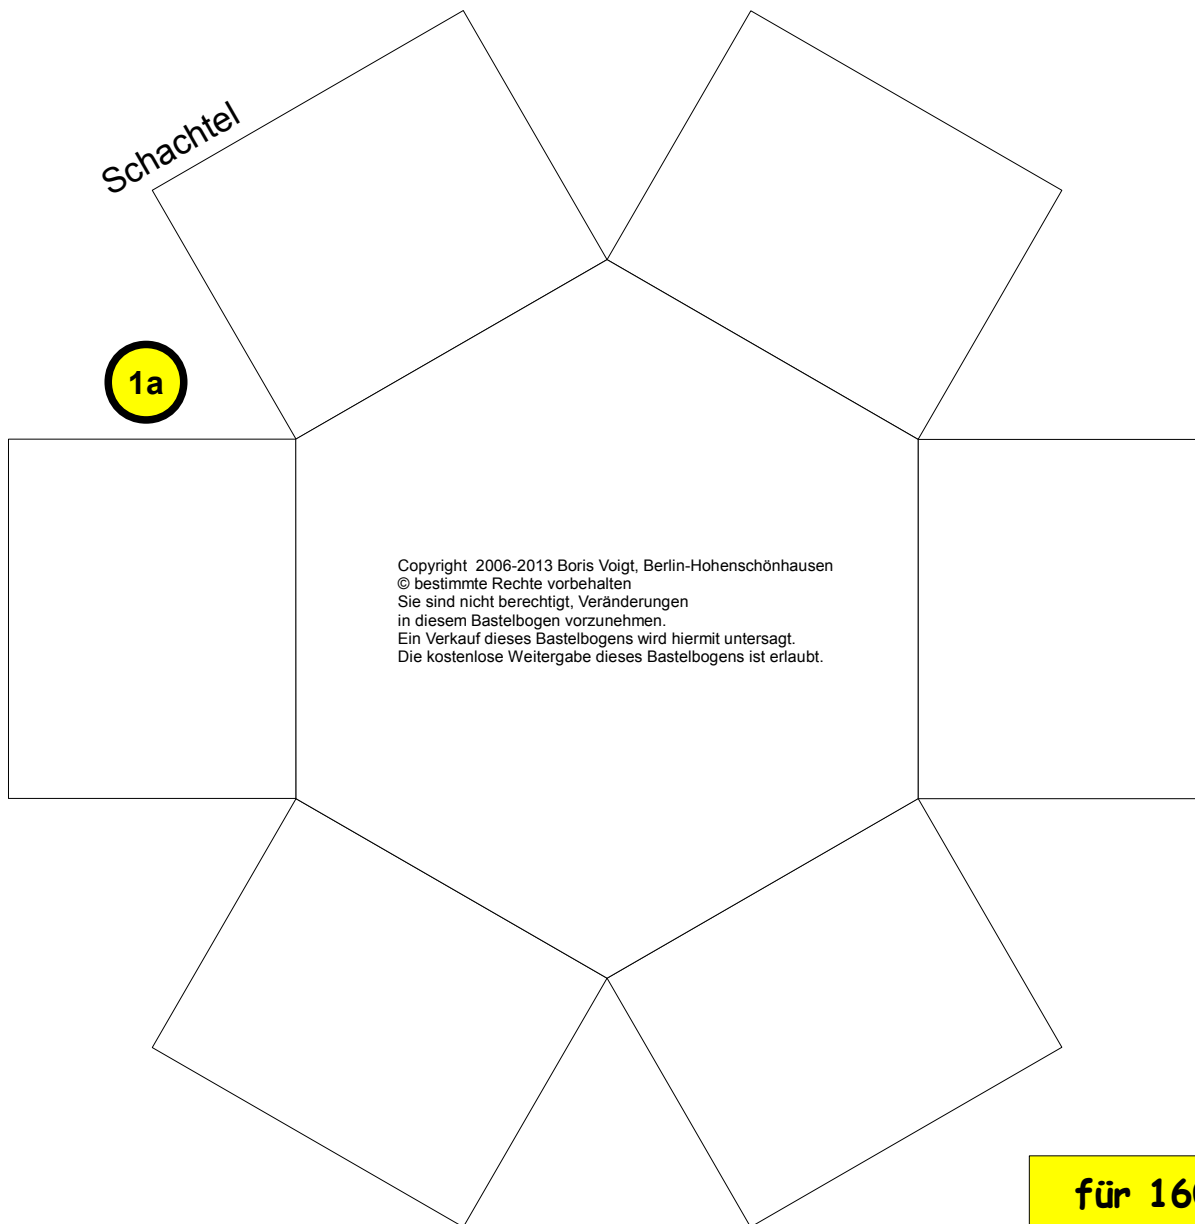 Schachtel
1a
Copyright  2006-2013 Boris Voigt, Berlin-Hohenschönhausen
© bestimmte Rechte vorbehalten
Sie sind nicht berechtigt, Veränderungen
in diesem Bastelbogen vorzunehmen.
Ein Verkauf dieses Bastelbogens wird hiermit untersagt.
Die kostenlose Weitergabe dieses Bastelbogens ist erlaubt.
für